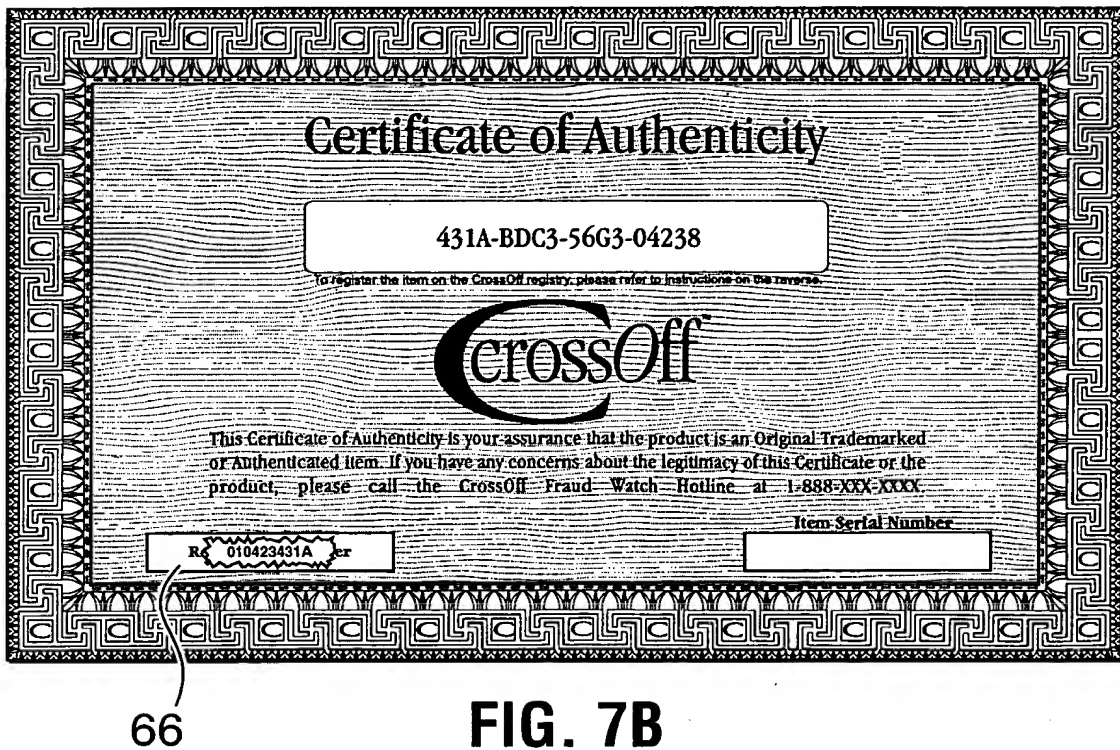 Certificate of Authenticity
431A-BDC3-56G3-04238
To register the item on the CrossOff registry, please refer to instructions on the reverse.
CrossOff™
This Certificate of Authenticity is your assurance that the product is an Original Trademarked
or Authenticated Item. If you have any concerns about the legitimacy of this Certificate or the
product, please call the CrossOff Fraud Watch Hotline at 1-888-XXX-XXXX.
Item Serial Number
R 010423431A er
66
FIG. 7B